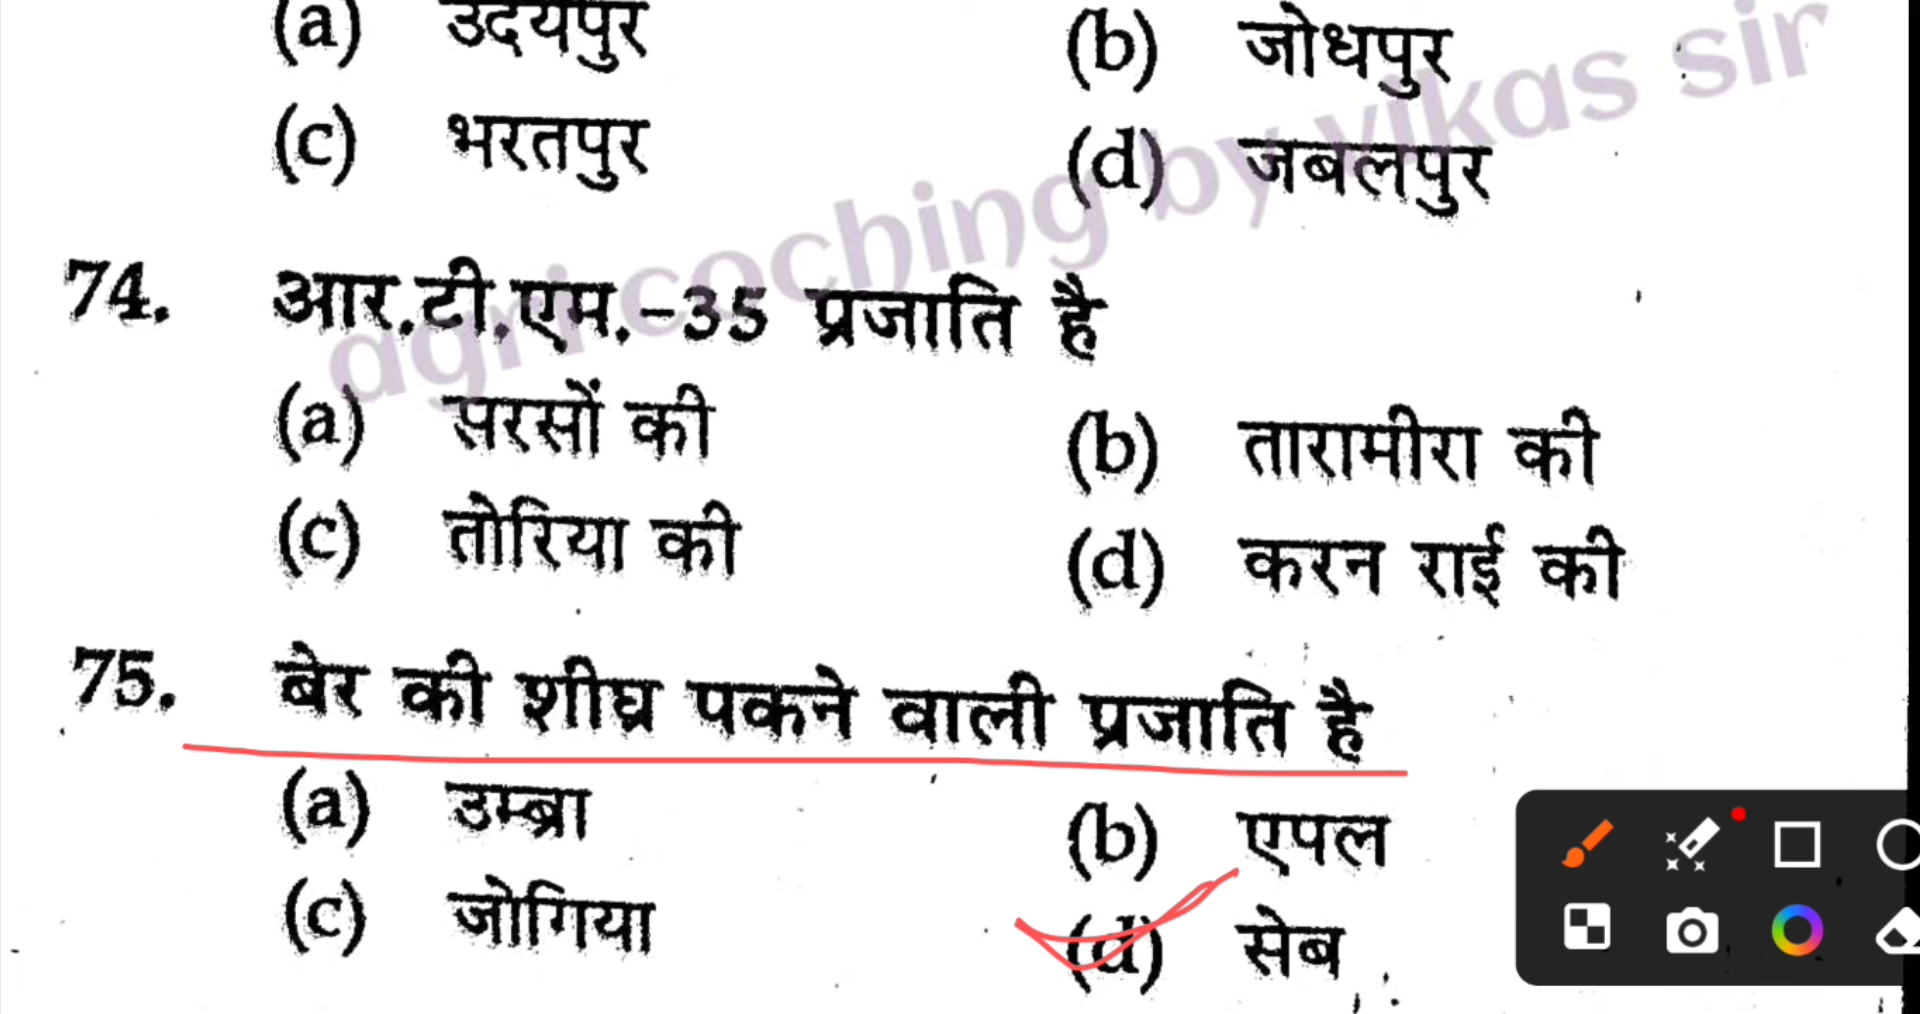 (a) उदयपुर (b) जोधपुर
(c) भरतपुर (d) जबलपुर
agri coching by vikas sir
74. आर.टी.एम.-35 प्रजाति है
(a) सरसों की (b) तारामीरा की
(c) तोरिया की (d) करन राई की
75. बेर की शीघ्र पकने वाली प्रजाति है
(a) उम्ब्रा (b) एपल
(c) जोगिया (d) सेब